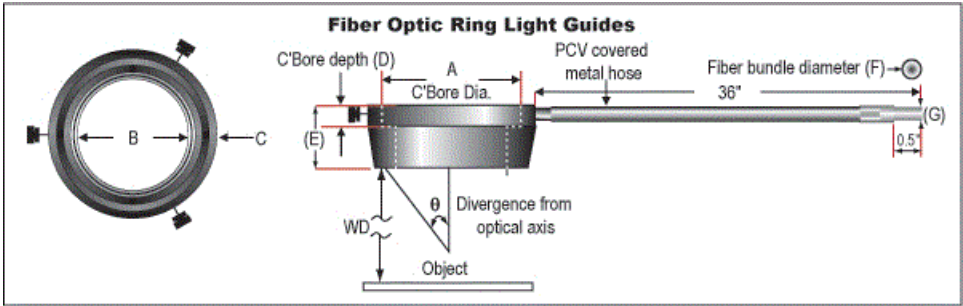 Fiber Optic Ring Light Guides
C'Bore depth (D)
A
C'Bore Dia.
PCV covered
metal hose
Fiber bundle diameter (F)
36"
B
C
(E)
(G)
0.5"
θ
Divergence from
optical axis
WD
Object